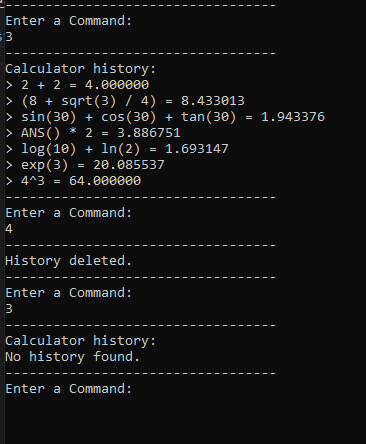 ----------------------------------
Enter a Command:
3
----------------------------------
Calculator history:
> 2 + 2 = 4.000000
> (8 + sqrt(3) / 4) = 8.433013
> sin(30) + cos(30) + tan(30) = 1.943376
> ANS() * 2 = 3.886751
> log(10) + ln(2) = 1.693147
> exp(3) = 20.085537
> 4^3 = 64.000000
----------------------------------
Enter a Command:
4
----------------------------------
History deleted.
----------------------------------
Enter a Command:
3
----------------------------------
Calculator history:
No history found.
----------------------------------
Enter a Command: